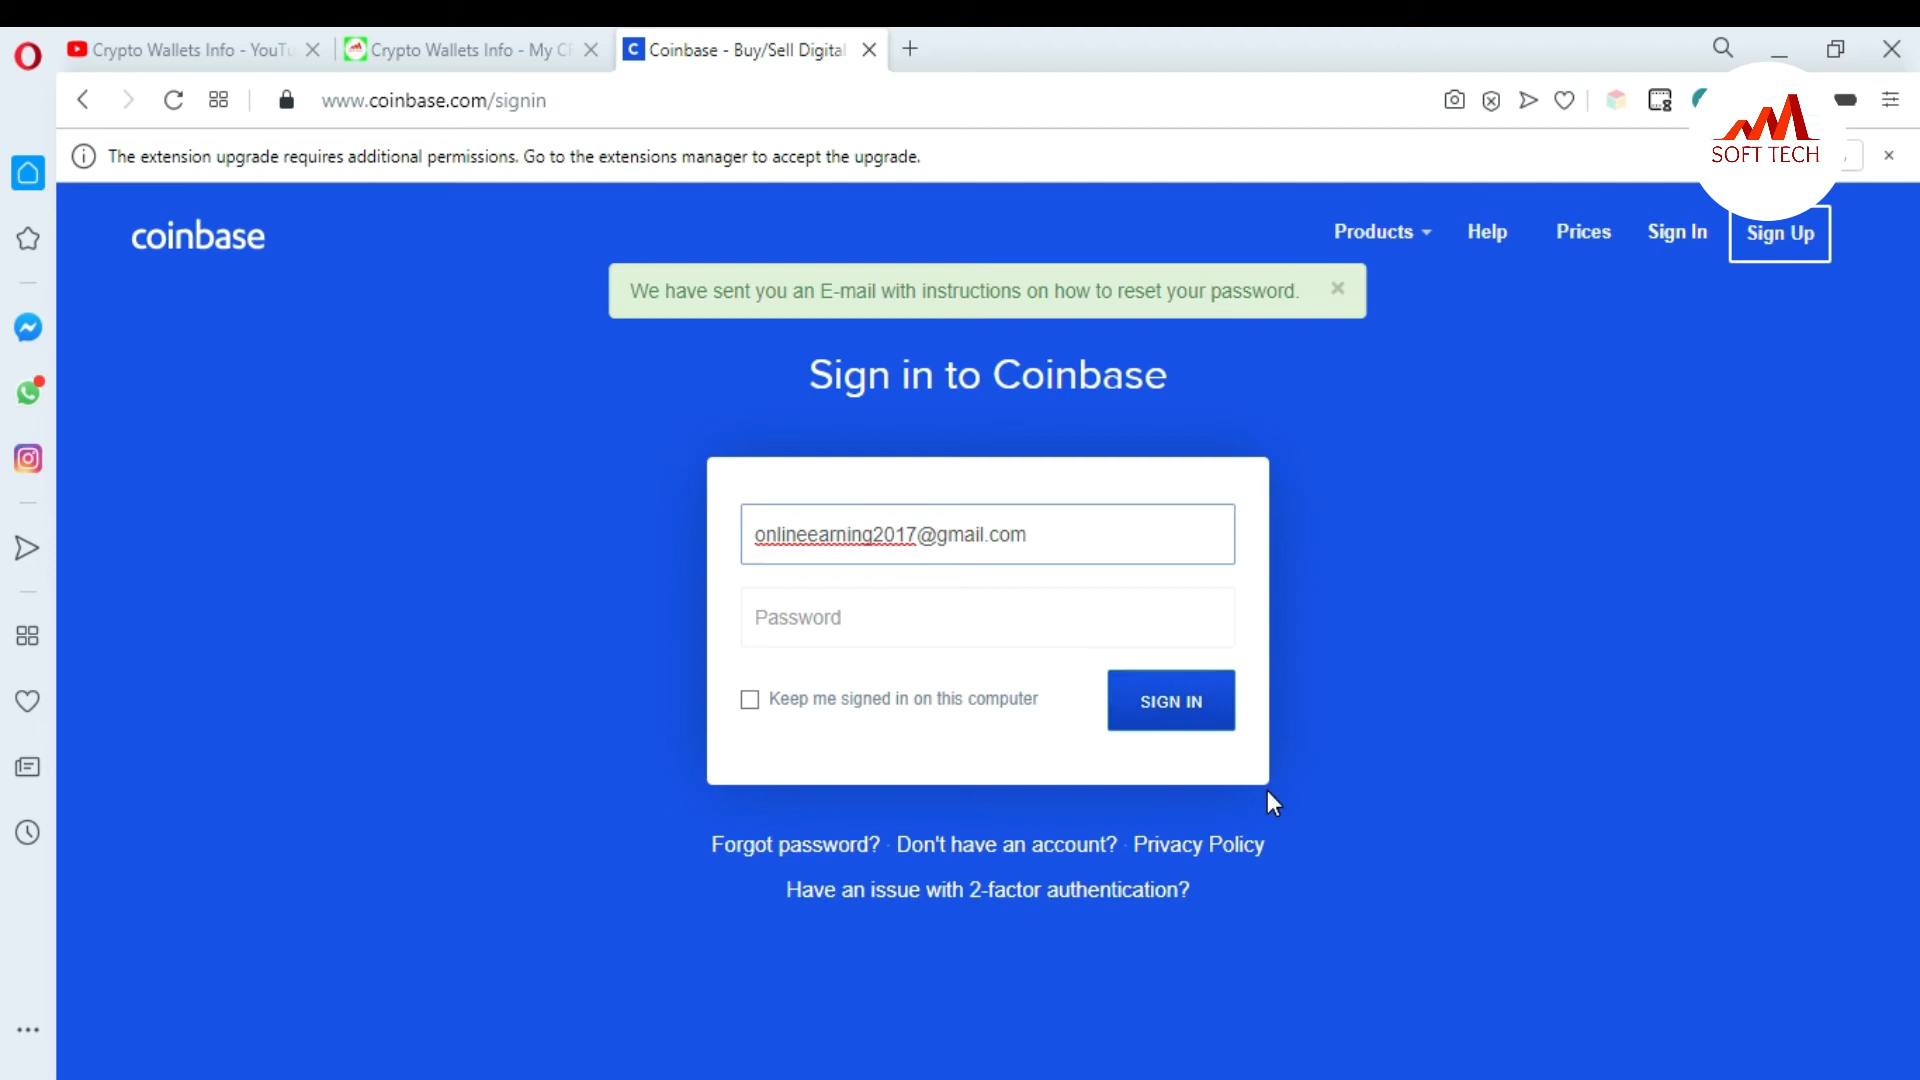 Crypto Wallets Info - YouTu
Crypto Wallets Info - My Ch
Coinbase - Buy/Sell Digital
www.coinbase.com/signin
The extension upgrade requires additional permissions. Go to the extensions manager to accept the upgrade.
SOFT TECH
coinbase
Products
Help
Prices
Sign In
Sign Up
We have sent you an E-mail with instructions on how to reset your password.
Sign in to Coinbase
onlineearning2017@gmail.com
Password
Keep me signed in on this computer
SIGN IN
Forgot password? · Don't have an account? · Privacy Policy
Have an issue with 2-factor authentication?